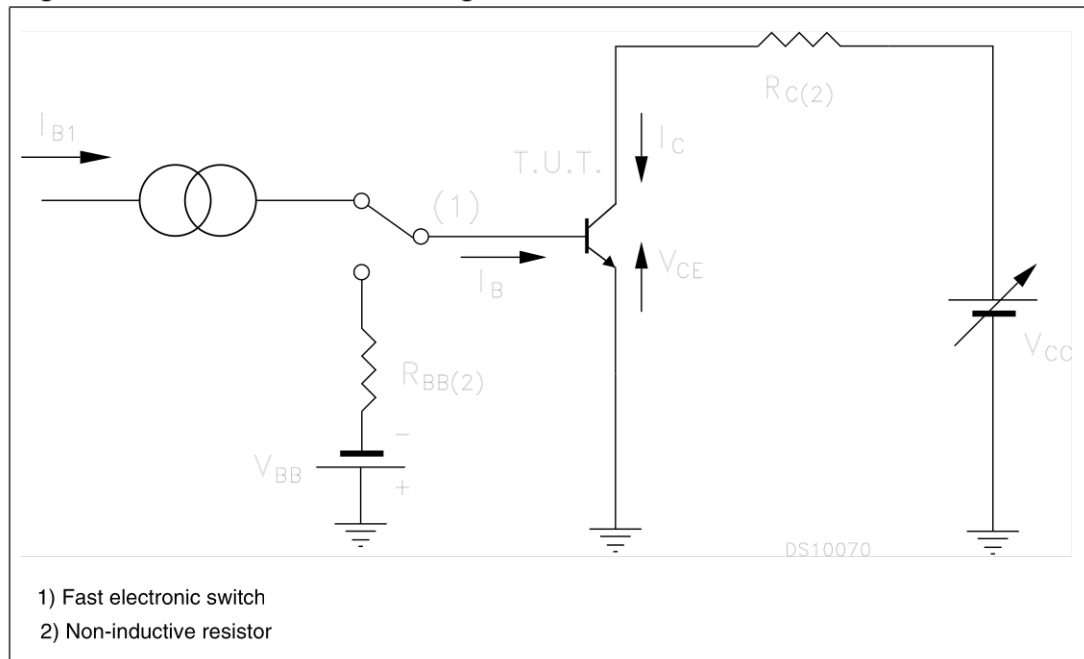 R_C(2)
I_B1
I_C
T.U.T.
(1)
V_CE
I_B
V_CC
R_BB(2)
−
V_BB
+
DS10070
1) Fast electronic switch
2) Non-inductive resistor